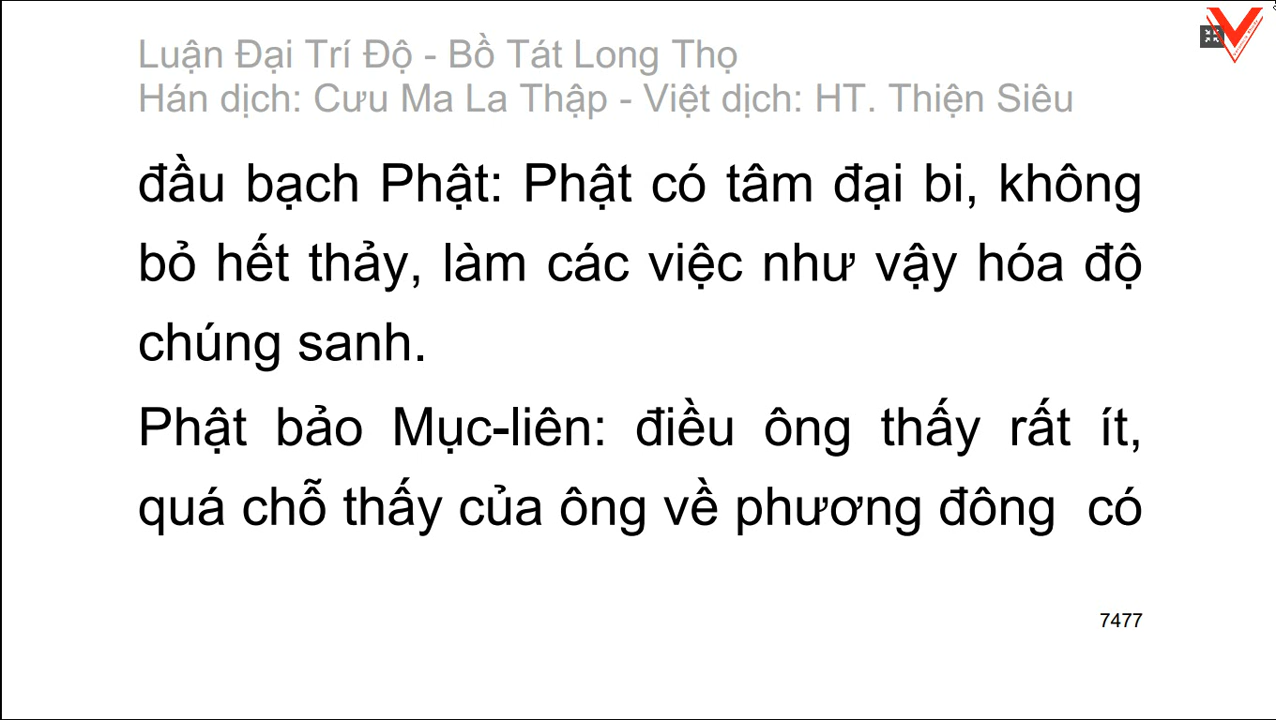 Luận Đại Trí Độ - Bồ Tát Long Thọ
Hán dịch: Cưu Ma La Thập - Việt dịch: HT. Thiện Siêu
đầu bạch Phật: Phật có tâm đại bi, không
bỏ hết thảy, làm các việc như vậy hóa độ
chúng sanh.
Phật bảo Mục-liên: điều ông thấy rất ít,
quá chỗ thấy của ông về phương đông có
7477